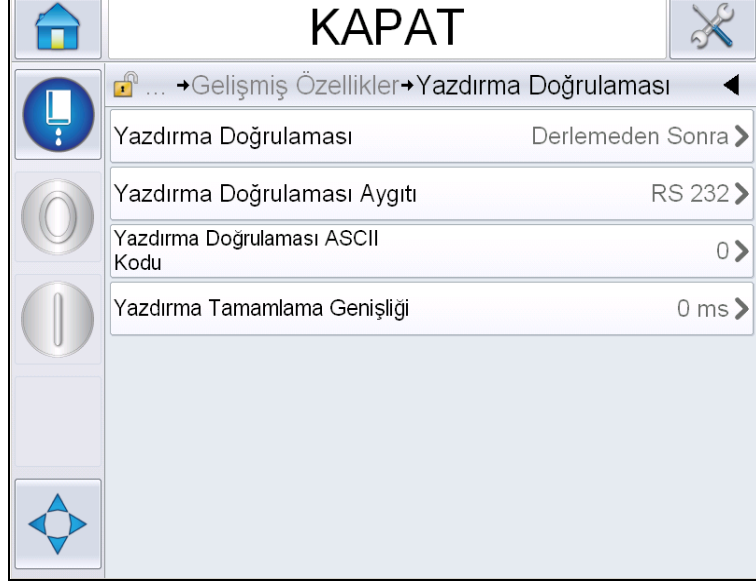 KAPAT
... →Gelişmiş Özellikler→Yazdırma Doğrulaması
Yazdırma Doğrulaması Derlemeden Sonra
Yazdırma Doğrulaması Aygıtı RS 232
Yazdırma Doğrulaması ASCII
Kodu 0
Yazdırma Tamamlama Genişliği 0 ms